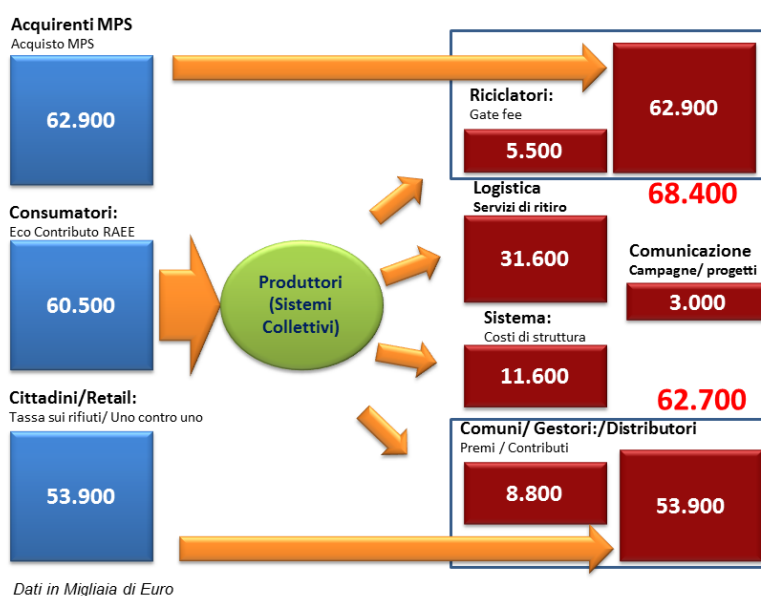 Acquirenti MPS
Acquisto MPS
62.900
Riciclatori:
Gate fee
5.500
62.900
68.400
Consumatori:
Eco Contributo RAEE
60.500
Produttori
(Sistemi
Collettivi)
Logistica
Servizi di ritiro
31.600
Comunicazione
Campagne/ progetti
3.000
Sistema:
Costi di struttura
11.600
62.700
Cittadini/Retail:
Tassa sui rifiuti/ Uno contro uno
53.900
Comuni/ Gestori:/Distributori
Premi / Contributi
8.800
53.900
Dati in Migliaia di Euro